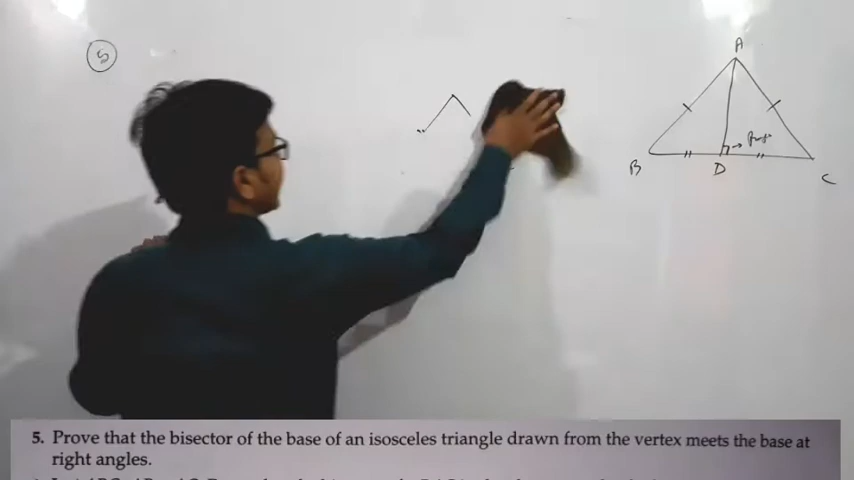 5
A
B
D
C
5. Prove that the bisector of the base of an isosceles triangle drawn from the vertex meets the base at
right angles.